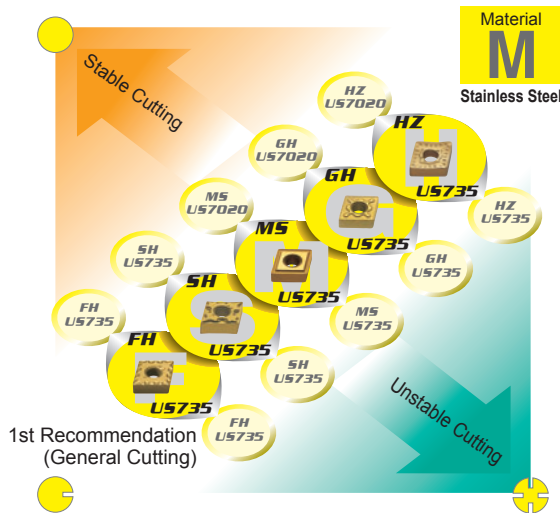 Material
M
Stainless Steel
Stable Cutting
HZ
US7020
GH
US7020
MS
US7020
SH
US735
FH
US735
HZ
US735
GH
US735
MS
US735
SH
US735
FH
US735
HZ
US735
GH
US735
MS
US735
SH
US735
FH
US735
Unstable Cutting
1st Recommendation
(General Cutting)